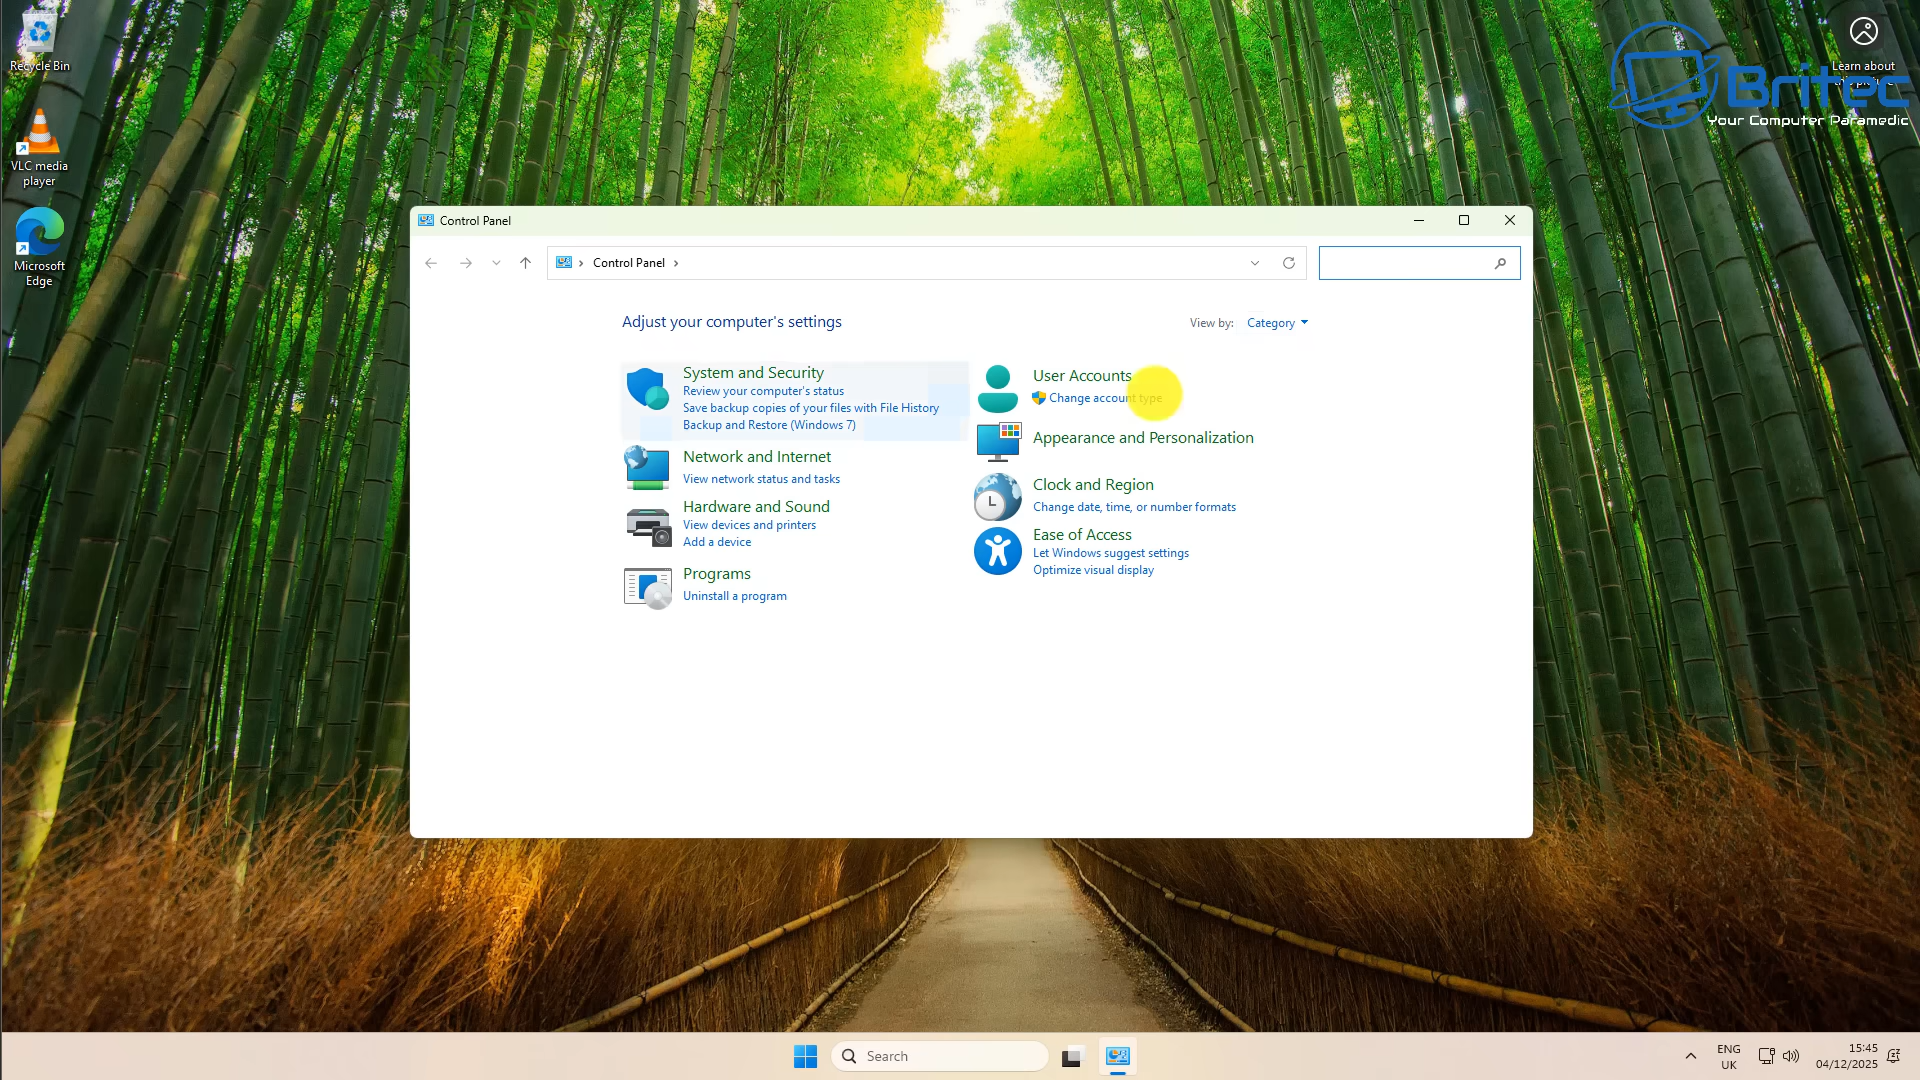 Recycle Bin
VLC media
player
Microsoft
Edge
Learn about
Britec
Your Computer Paramedic
Control Panel
Control Panel
Adjust your computer's settings
View by:
Category
System and Security
Review your computer's status
Save backup copies of your files with File History
Backup and Restore (Windows 7)
Network and Internet
View network status and tasks
Hardware and Sound
View devices and printers
Add a device
Programs
Uninstall a program
User Accounts
Change account type
Appearance and Personalization
Clock and Region
Change date, time, or number formats
Ease of Access
Let Windows suggest settings
Optimize visual display
Search
ENG
UK
15:45
04/12/2025